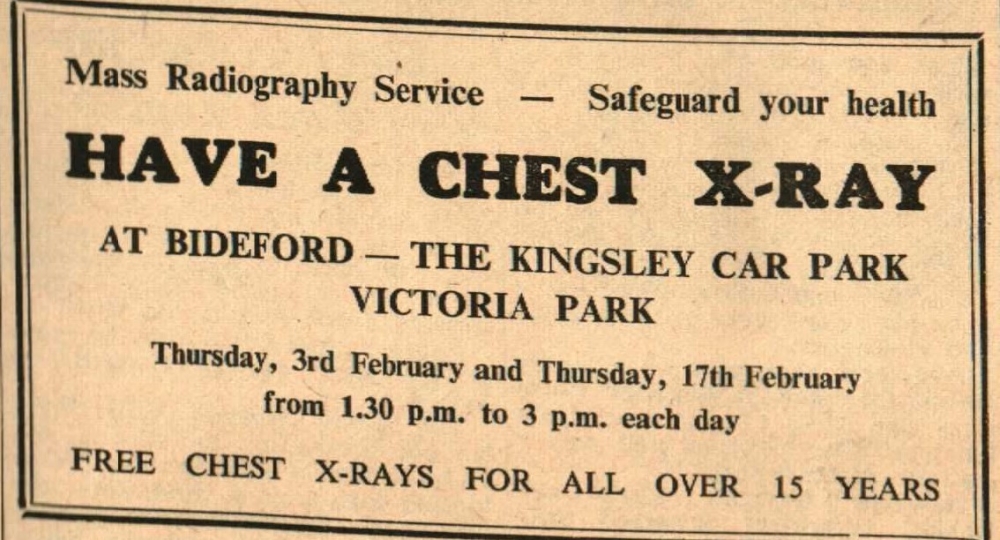 Mass Radiography Service — Safeguard your health
HAVE A CHEST X-RAY
AT BIDEFORD — THE KINGSLEY CAR PARK
VICTORIA PARK
Thursday, 3rd February and Thursday, 17th February
from 1.30 p.m. to 3 p.m. each day
FREE CHEST X-RAYS FOR ALL OVER 15 YEARS